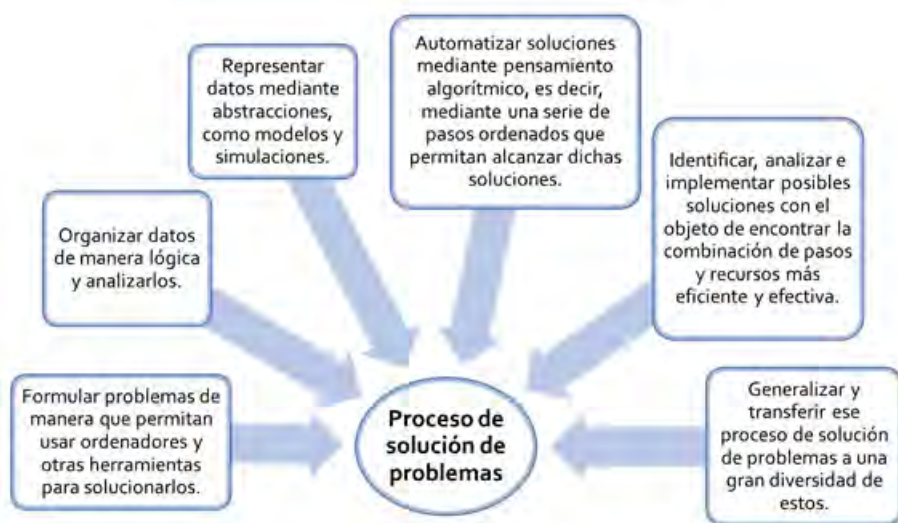 Formular problemas de
manera que permitan
usar ordenadores y
otras herramientas
para solucionarlos.
Organizar datos
de manera lógica
y analizarlos.
Representar
datos mediante
abstracciones,
como modelos y
simulaciones.
Automatizar soluciones
mediante pensamiento
algorítmico, es decir,
mediante una serie de
pasos ordenados que
permitan alcanzar dichas
soluciones.
Identificar, analizar e
implementar posibles
soluciones con el
objeto de encontrar la
combinación de pasos
y recursos más
eficiente y efectiva.
Generalizar y
transferir ese
proceso de solución
de problemas a una
gran diversidad de
estos.
Proceso de
solución de
problemas